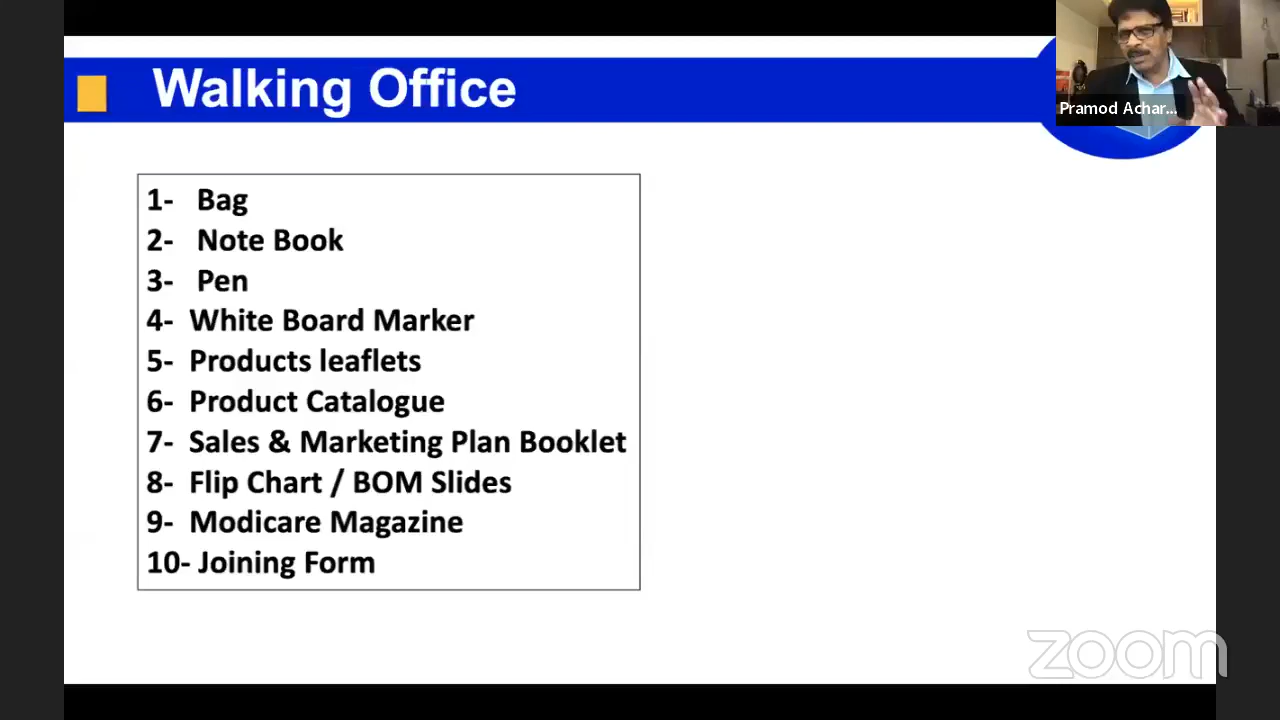 Walking Office
Pramod Achar...
1- Bag
2- Note Book
3- Pen
4- White Board Marker
5- Products leaflets
6- Product Catalogue
7- Sales & Marketing Plan Booklet
8- Flip Chart / BOM Slides
9- Modicare Magazine
10- Joining Form
zoom